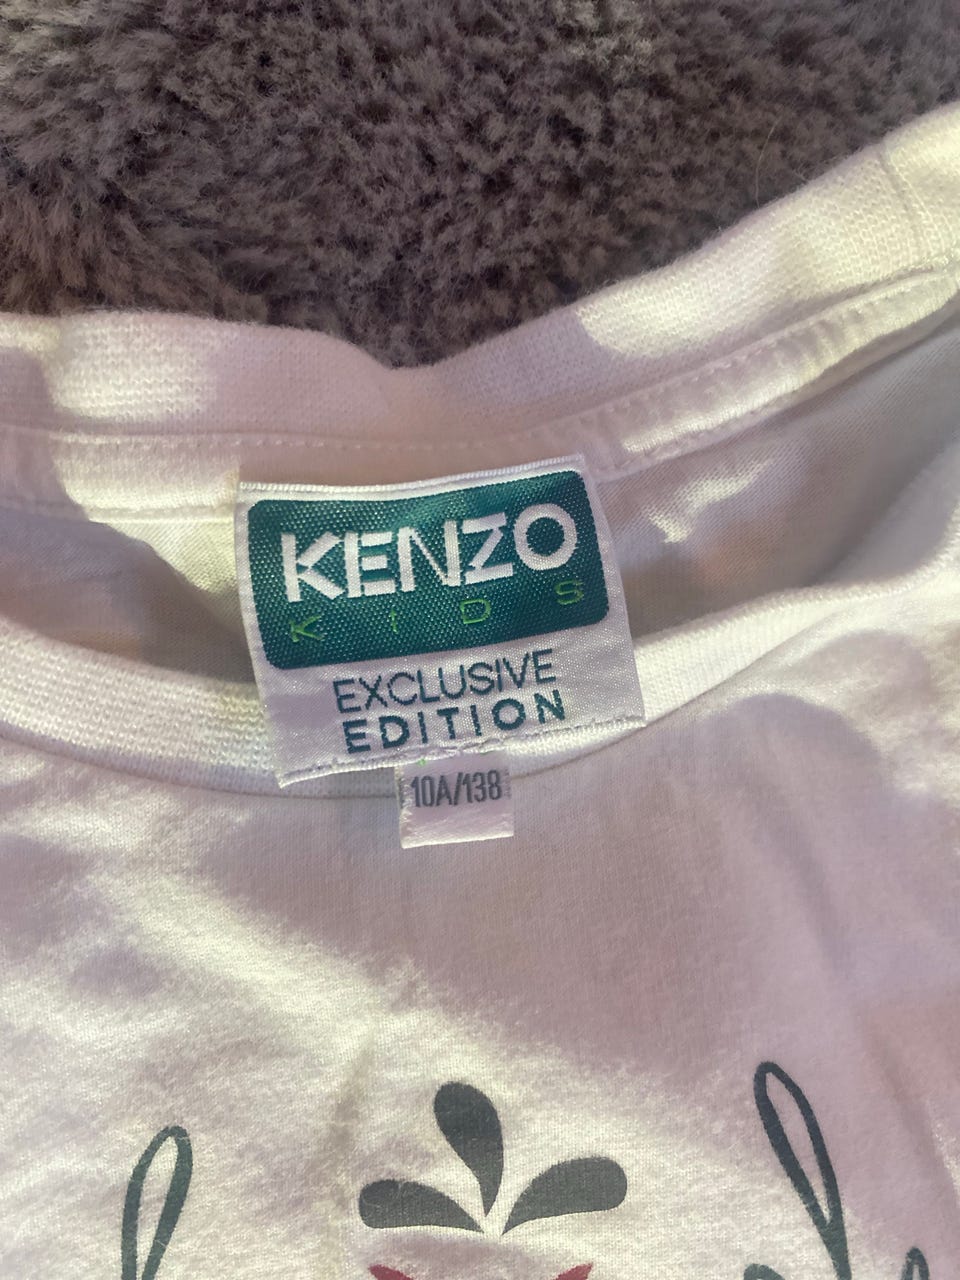 KENZO
KIDS
EXCLUSIVE
EDITION
10A/138